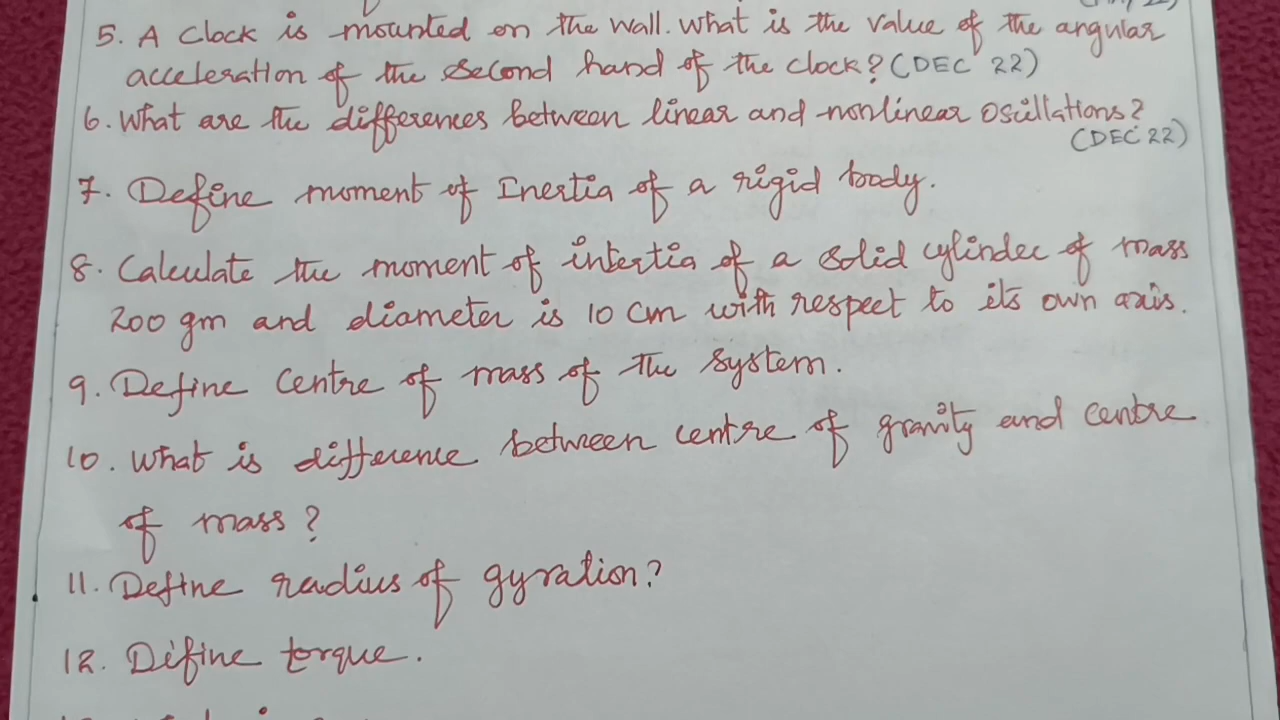 5. A clock is mounted on the wall. What is the value of the angular
acceleration of the second hand of the clock? (DEC' 22)
6. What are the differences between linear and nonlinear oscillations?
(DEC' 22)
7. Define moment of Inertia of a rigid body.
8. Calculate the moment of intertia of a solid cylinder of mass
200 gm and diameter is 10 cm with respect to its own axis.
9. Define Centre of mass of the system.
10. What is difference between centre of gravity and centre
of mass?
11. Define radius of gyration?
12. Define torque.